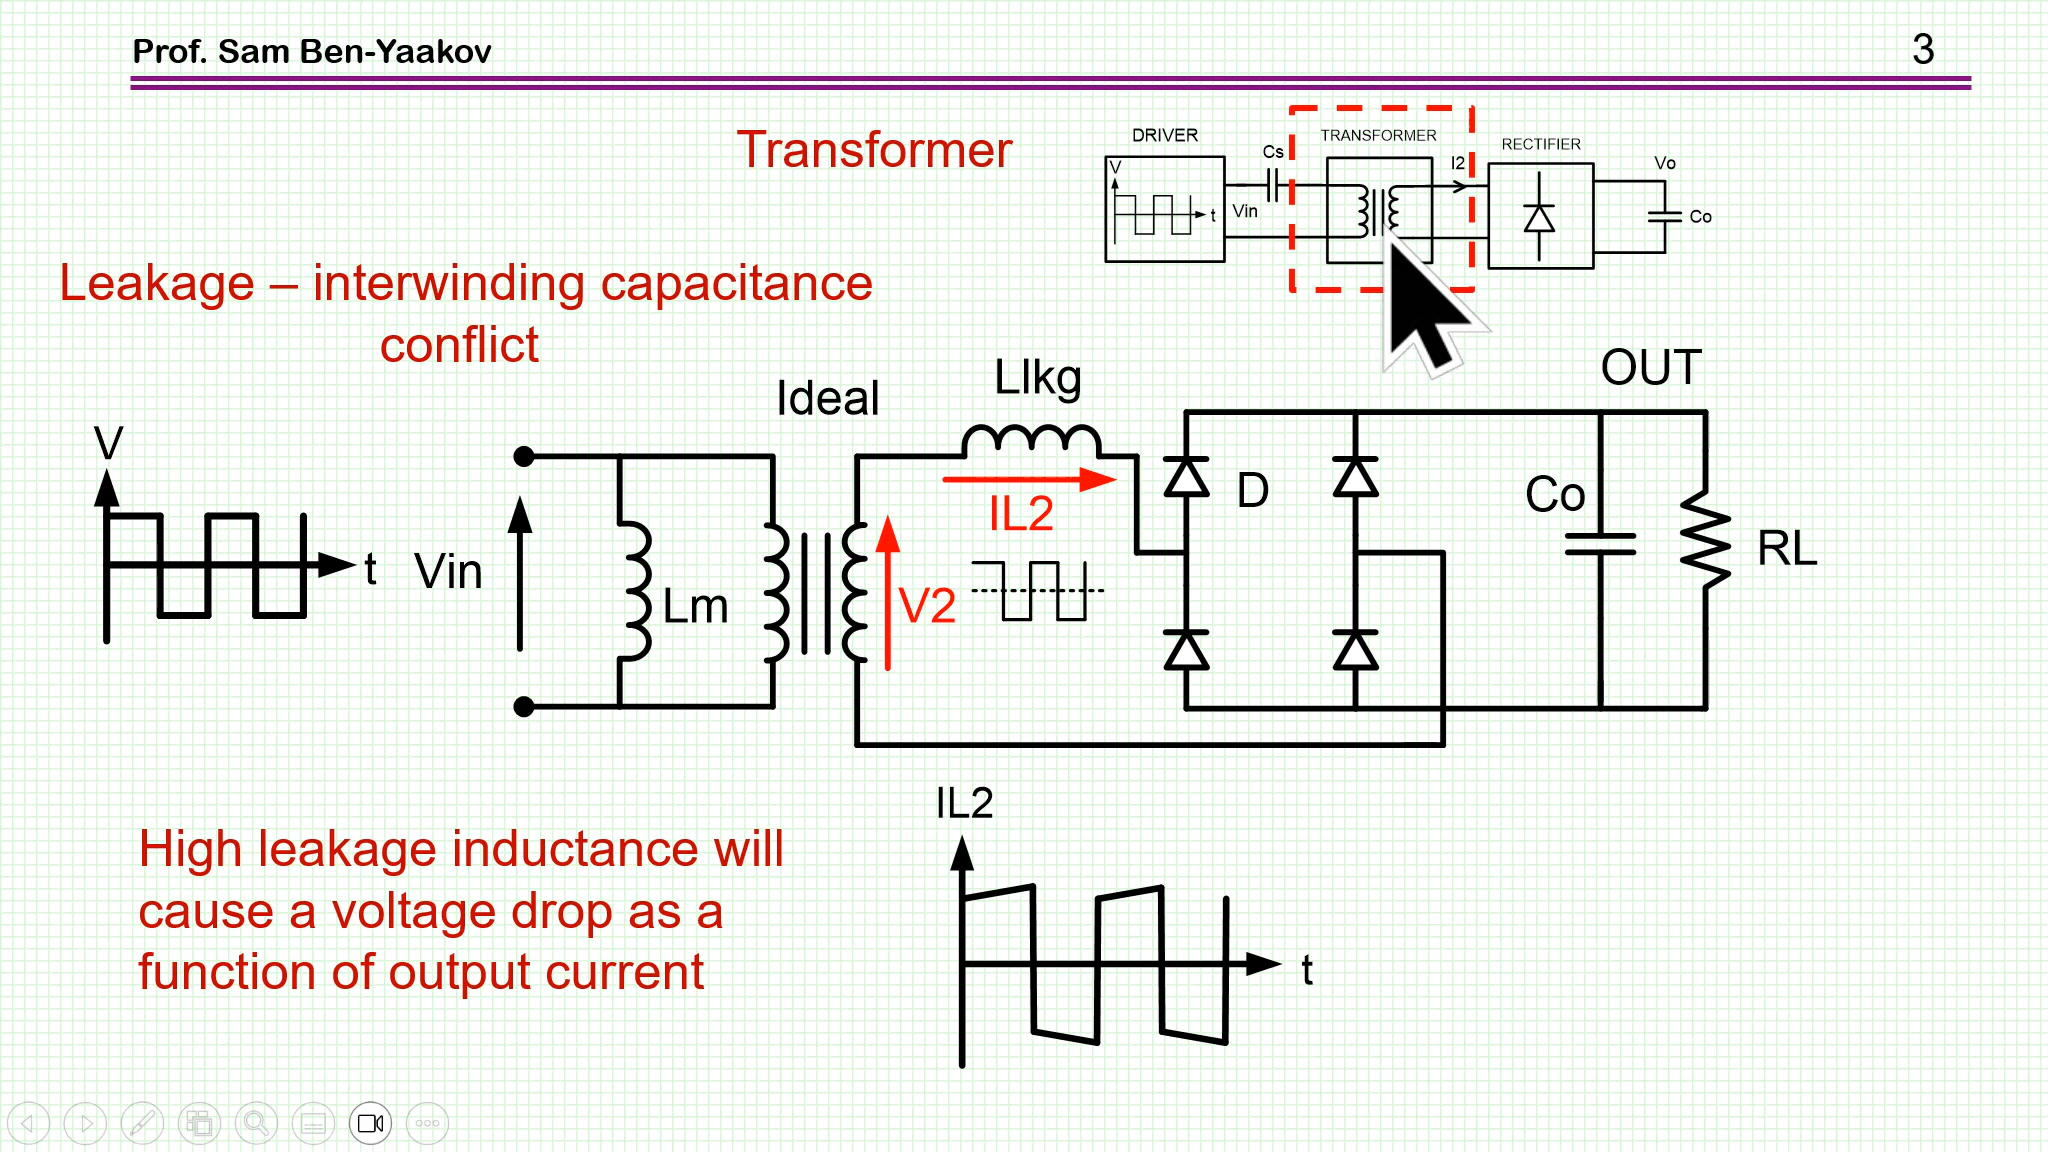 Prof. Sam Ben-Yaakov
3
Transformer
DRIVER
V
t
Cs
Vin
TRANSFORMER
I2
RECTIFIER
Vo
Co
Leakage – interwinding capacitance
conflict
V
t
Vin
Lm
Ideal
Llkg
IL2
V2
D
OUT
Co
RL
High leakage inductance will
cause a voltage drop as a
function of output current
IL2
t